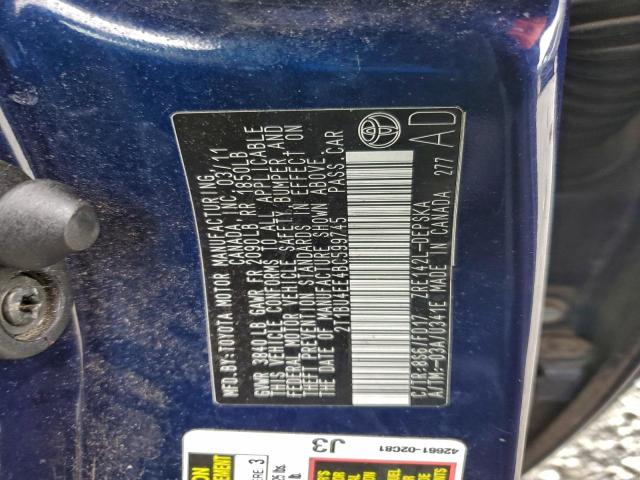 MFD.BY:TOYOTA MOTOR MANUFACTURING
CANADA INC. 03/11
GVWR 3840 LB GAWR FR 2090LB RR 1850LB
THIS VEHICLE CONFORMS TO ALL APPLICABLE
FEDERAL MOTOR VEHICLE SAFETY, BUMPER AND
THEFT PREVENTION STANDARDS IN EFFECT ON
THE DATE OF MANUFACTURE SHOWN ABOVE.
2T1BU4EE4BC599745 PASS.CAR
C/TR:8S6/FD17 ZRE142L-DEPSKA
A/TM:-03A/U341E MADE IN CANADA 277
AD
42661-02C81
J3